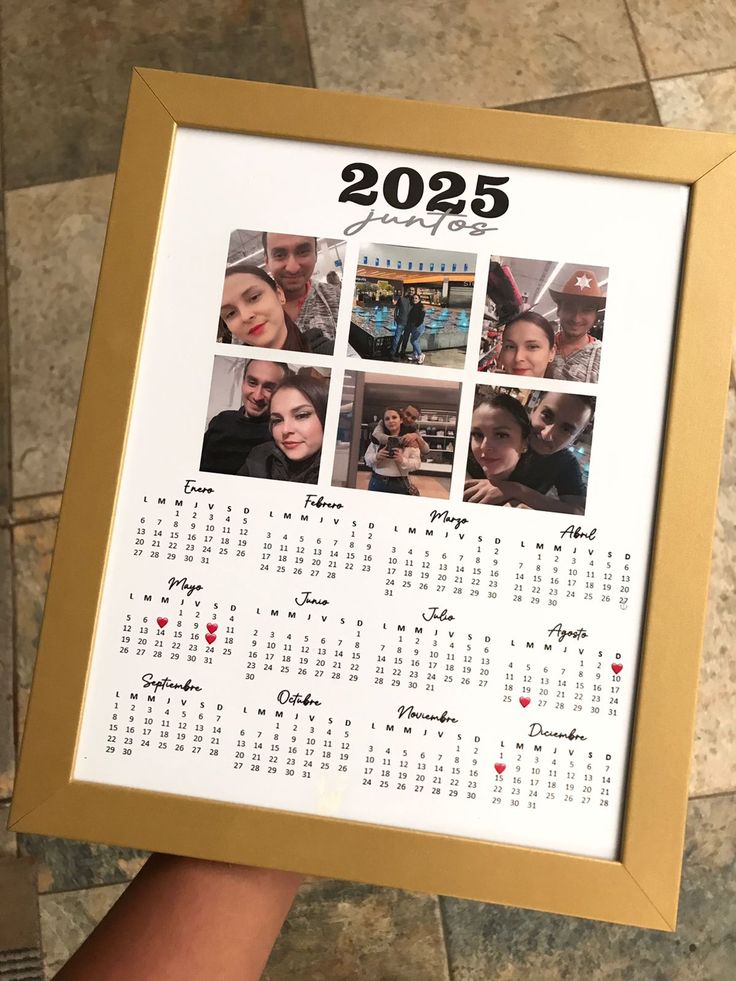 2025
juntos
Enero
L M M J V S D
1 2 3 4 5
6 7 8 9 10 11 12
13 14 15 16 17 18 19
20 21 22 23 24 25 26
27 28 29 30 31
Febrero
L M M J V S D
1 2
3 4 5 6 7 8 9
10 11 12 13 14 15 16
17 18 19 20 21 22 23
24 25 26 27 28
Marzo
L M M J V S D
1 2
3 4 5 6 7 8 9
10 11 12 13 14 15 16
17 18 19 20 21 22 23
24 25 26 27 28 29 30
31
Abril
L M M J V S D
1 2 3 4 5 6
7 8 9 10 11 12 13
14 15 16 17 18 19 20
21 22 23 24 25 26 27
28 29 30
Mayo
L M M J V S D
1 2 3 4
5 6 8 9 11
12 13 14 15 16 18
19 20 21 22 23 24 25
26 27 28 29 30 31
Junio
L M M J V S D
1
2 3 4 5 6 7 8
9 10 11 12 13 14 15
16 17 18 19 20 21 22
23 24 25 26 27 28 29
30
Julio
L M M J V S D
1 2 3 4 5 6
7 8 9 10 11 12 13
14 15 16 17 18 19 20
21 22 23 24 25 26 27
28 29 30 31
Agosto
L M M J V S D
1 2
4 5 6 7 8 9 10
11 12 13 14 15 16 17
18 19 20 21 22 23 24
25 27 28 29 30 31
Septiembre
L M M J V S D
1 2 3 4 5 6 7
8 9 10 11 12 13 14
15 16 17 18 19 20 21
22 23 24 25 26 27 28
29 30
Octubre
L M M J V S D
1 2 3 4 5
6 7 8 9 10 11 12
13 14 15 16 17 18 19
20 21 22 23 24 25 26
27 28 29 30 31
Noviembre
L M M J V S D
1 2
3 4 5 6 7 8 9
10 11 12 13 14 15 16
17 18 19 20 21 22 23
24 25 26 27 28 29 30
Diciembre
L M M J V S D
1 2 3 4 5 6 7
9 10 11 12 13 14
15 16 17 18 19 20 21
22 23 24 25 26 27 28
29 30 31